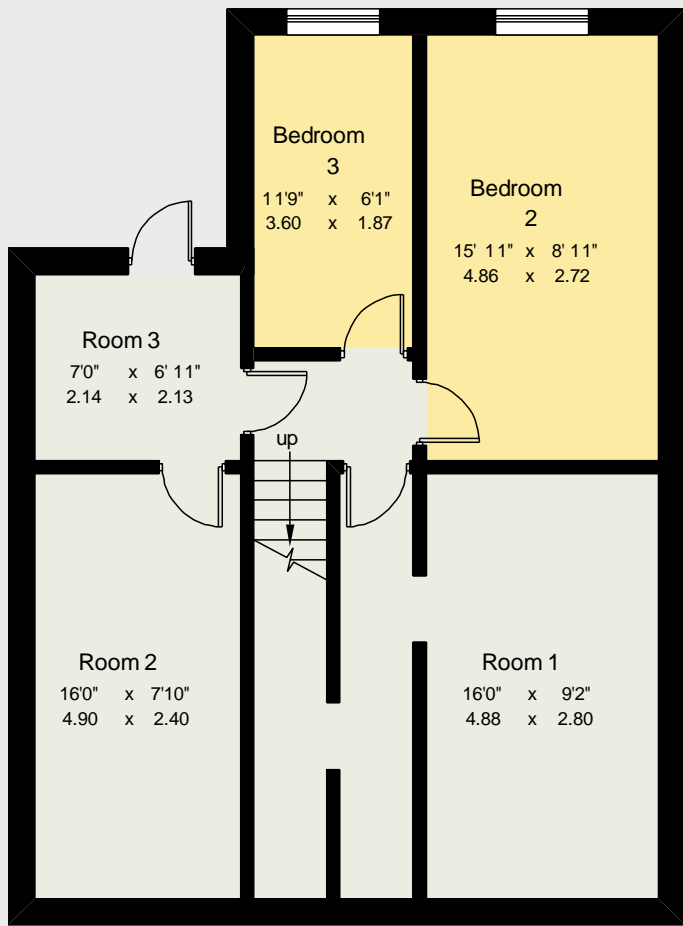 Bedroom
3
11'9" x 6'1"
3.60 x 1.87
Bedroom
2
15' 11" x 8' 11"
4.86 x 2.72
Room 3
7'0" x 6' 11"
2.14 x 2.13
up
Room 2
16'0" x 7'10"
4.90 x 2.40
Room 1
16'0" x 9'2"
4.88 x 2.80